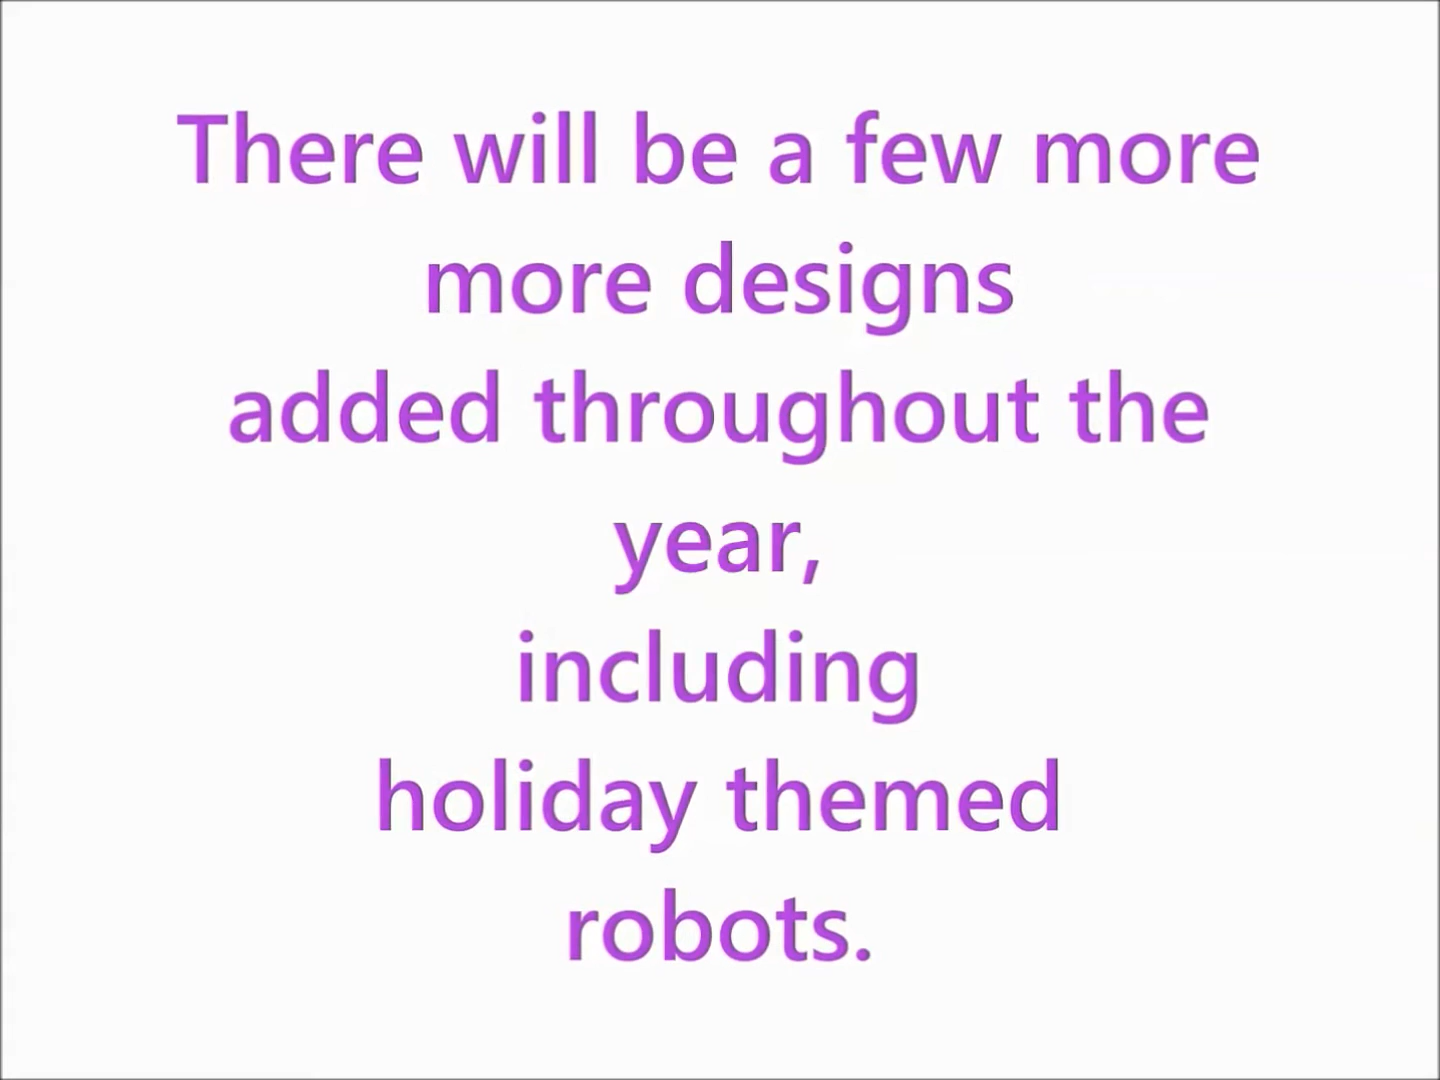 There will be a few more
more designs
added throughout the
year,
including
holiday themed
robots.